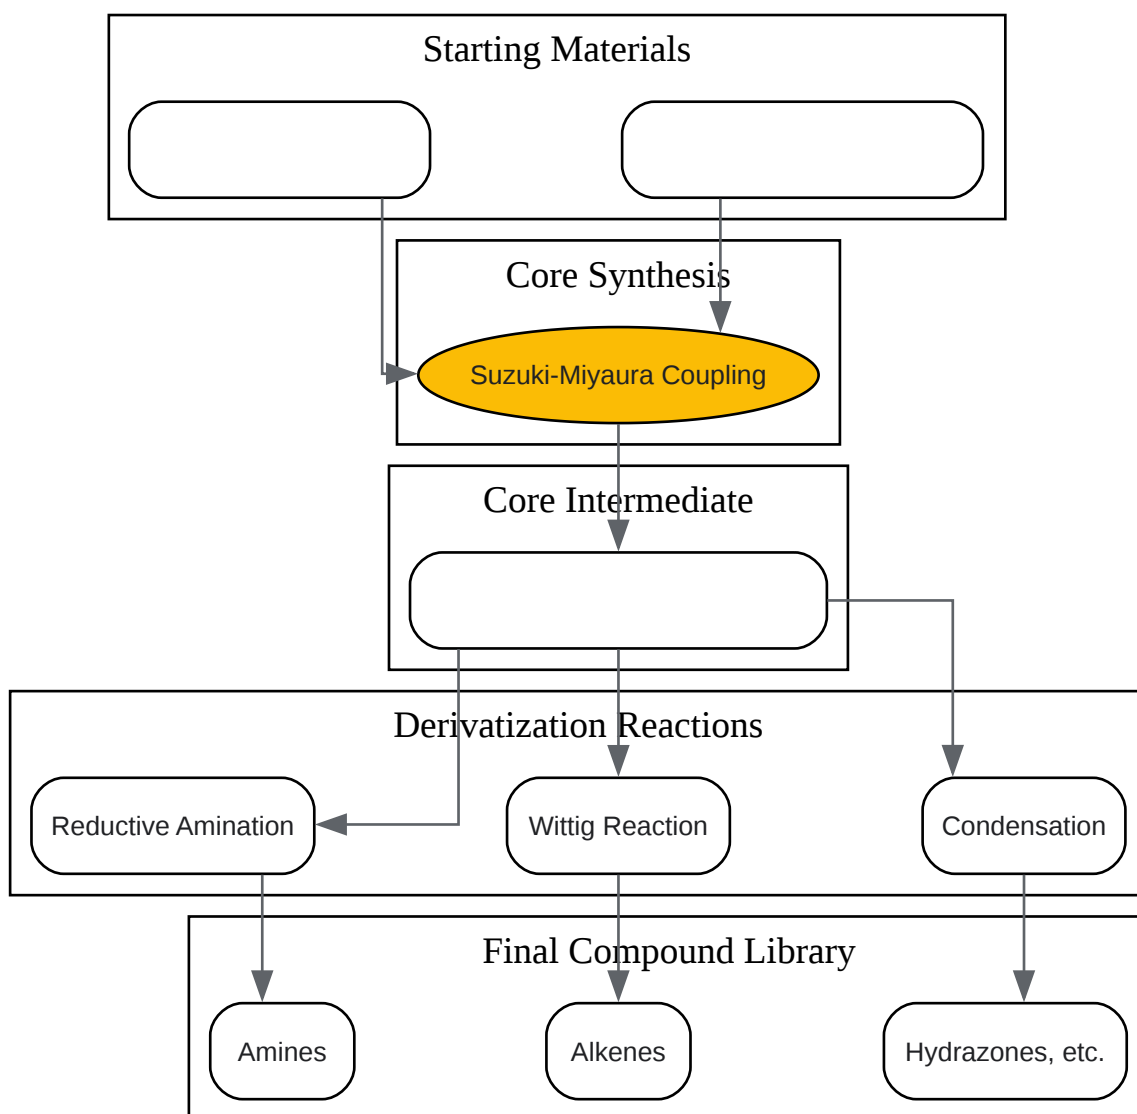 Starting Materials
Core Synthesis
Suzuki-Miyaura Coupling
Core Intermediate
Derivatization Reactions
Reductive Amination
Wittig Reaction
Condensation
Final Compound Library
Amines
Alkenes
Hydrazones, etc.